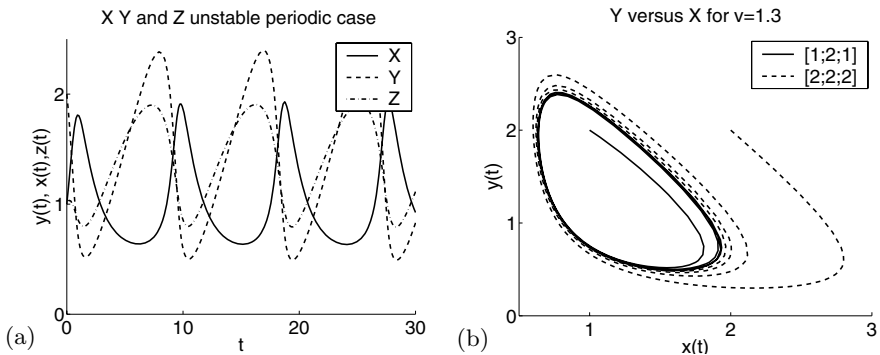 X Y and Z unstable periodic case
X
Y
Z
y(t), x(t),z(t)
2
1
0
0
10
20
30
t
(a)
Y versus X for v=1.3
[1;2;1]
[2;2;2]
y(t)
3
2
1
0
1
2
3
x(t)
(b)